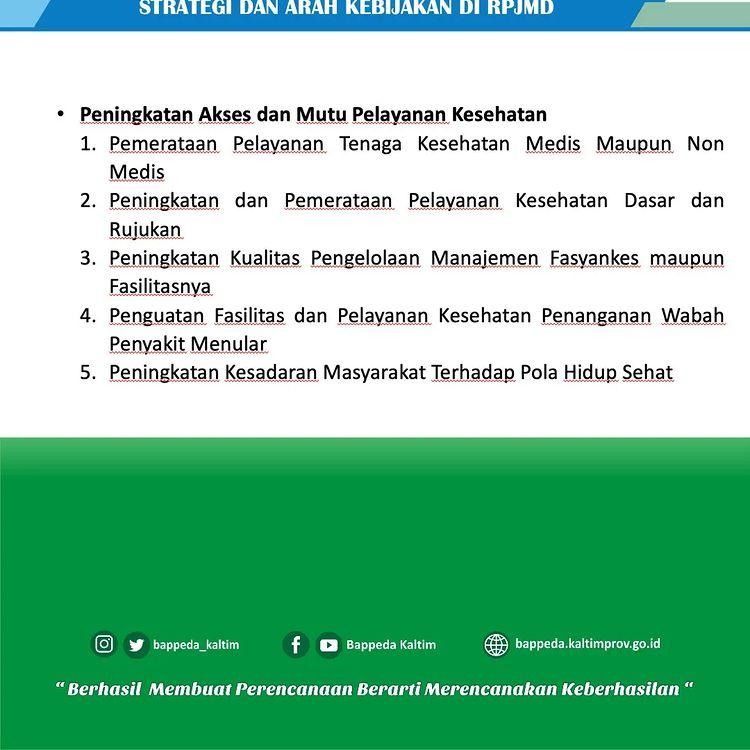 STRATEGI DAN ARAH KEBIJAKAN DI RPJMD
• Peningkatan Akses dan Mutu Pelayanan Kesehatan
1. Pemerataan Pelayanan Tenaga Kesehatan Medis Maupun Non
Medis
2. Peningkatan dan Pemerataan Pelayanan Kesehatan Dasar dan
Rujukan
3. Peningkatan Kualitas Pengelolaan Manajemen Fasyankes maupun
Fasilitasnya
4. Penguatan Fasilitas dan Pelayanan Kesehatan Penanganan Wabah
Penyakit Menular
5. Peningkatan Kesadaran Masyarakat Terhadap Pola Hidup Sehat
bappeda_kaltim Bappeda Kaltim bappeda.kaltimprov.go.id
“ Berhasil Membuat Perencanaan Berarti Merencanakan Keberhasilan “